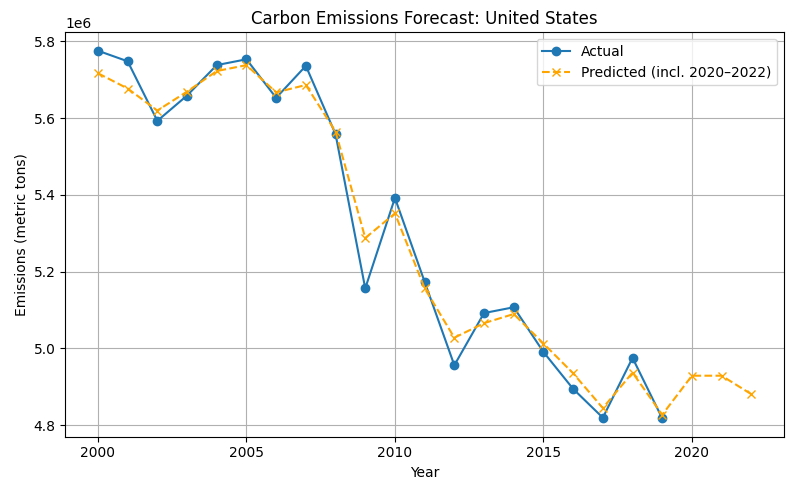 Carbon Emissions Forecast: United States
1e6
Actual
Predicted (incl. 2020–2022)
5.8
5.6
5.4
5.2
5.0
4.8
Emissions (metric tons)
2000 2005 2010 2015 2020
Year